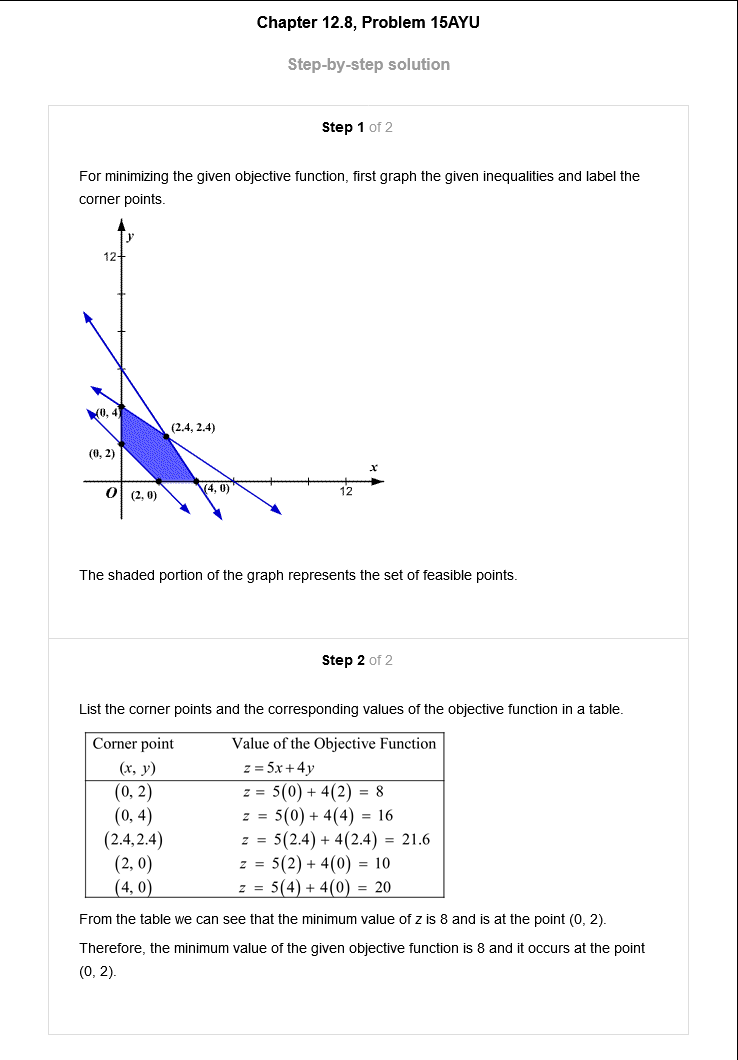 Chapter 12.8, Problem 15AYU
Step-by-step solution
Step 1 of 2
For minimizing the given objective function, first graph the given inequalities and label the
corner points.
y
12
(0, 4)
(2.4, 2.4)
(0, 2)
x
O
(2, 0)
(4, 0)
12
The shaded portion of the graph represents the set of feasible points.
Step 2 of 2
List the corner points and the corresponding values of the objective function in a table.
Corner point Value of the Objective Function
(x, y) z = 5x + 4y
(0, 2) z = 5(0) + 4(2) = 8
(0, 4) z = 5(0) + 4(4) = 16
(2.4, 2.4) z = 5(2.4) + 4(2.4) = 21.6
(2, 0) z = 5(2) + 4(0) = 10
(4, 0) z = 5(4) + 4(0) = 20
From the table we can see that the minimum value of z is 8 and is at the point (0, 2).
Therefore, the minimum value of the given objective function is 8 and it occurs at the point
(0, 2).